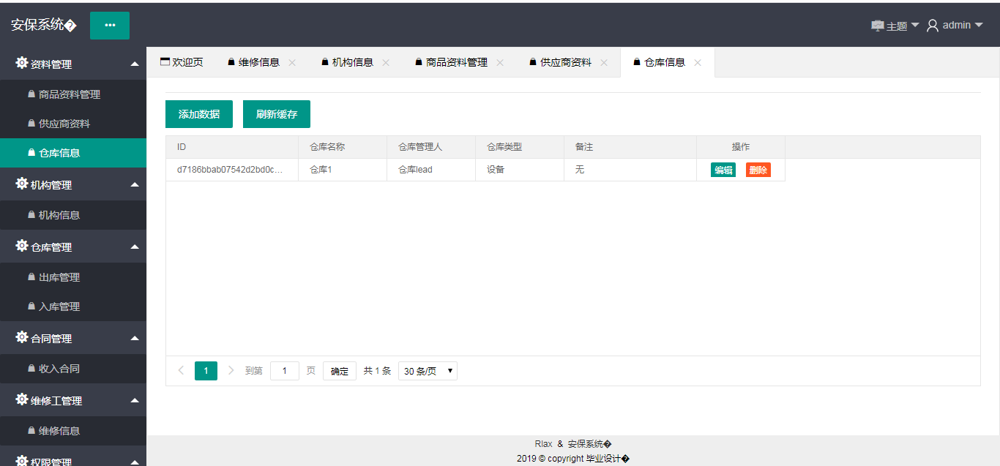 安保系统�
•••
主题
admin
资料管理
商品资料管理
供应商资料
仓库信息
机构管理
机构信息
仓库管理
出库管理
入库管理
合同管理
收入合同
维修工管理
维修信息
权限管理
欢迎页 维修信息 机构信息 商品资料管理 供应商资料 仓库信息
添加数据 刷新缓存
ID 仓库名称 仓库管理人 仓库类型 备注 操作
d7186bbab07542d2bd0c... 仓库1 仓库lead 设备 无 编辑 删除
1 到第 1 页 确定 共 1 条 30 条/页
Rlax & 安保系统�
2019 © copyright 毕业设计�